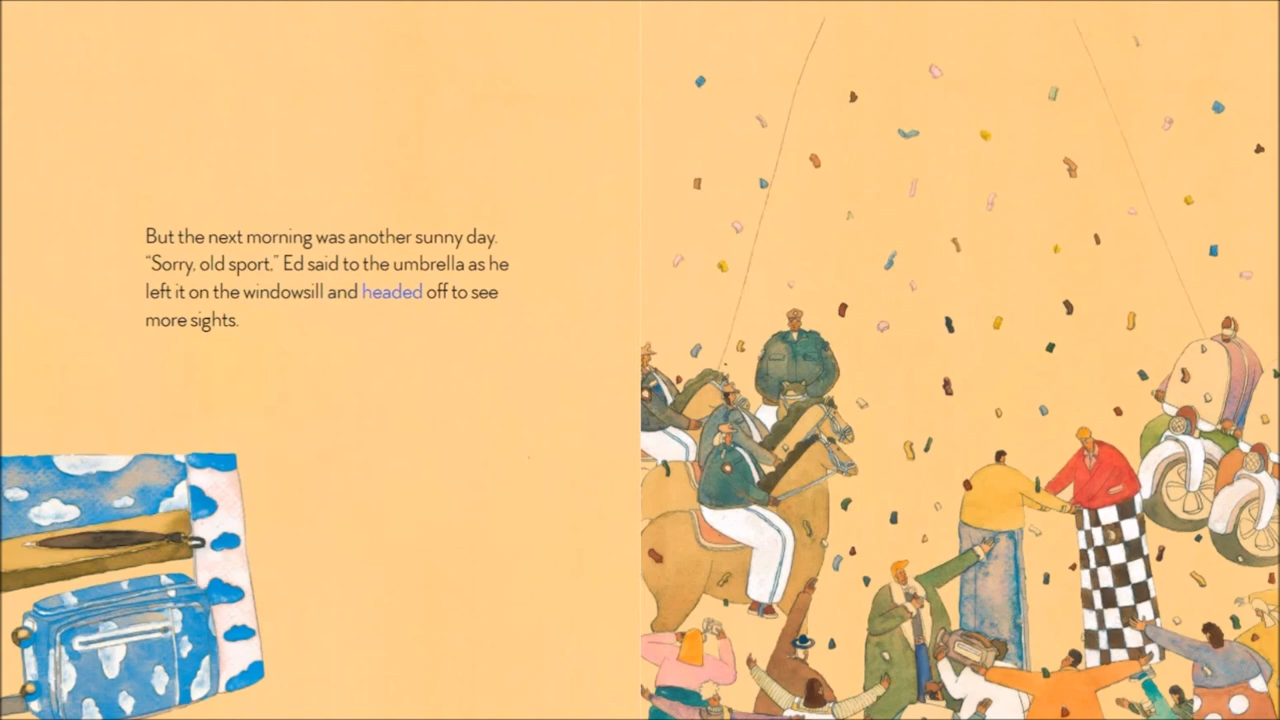 But the next morning was another sunny day.
“Sorry, old sport,” Ed said to the umbrella as he
left it on the windowsill and headed off to see
more sights.